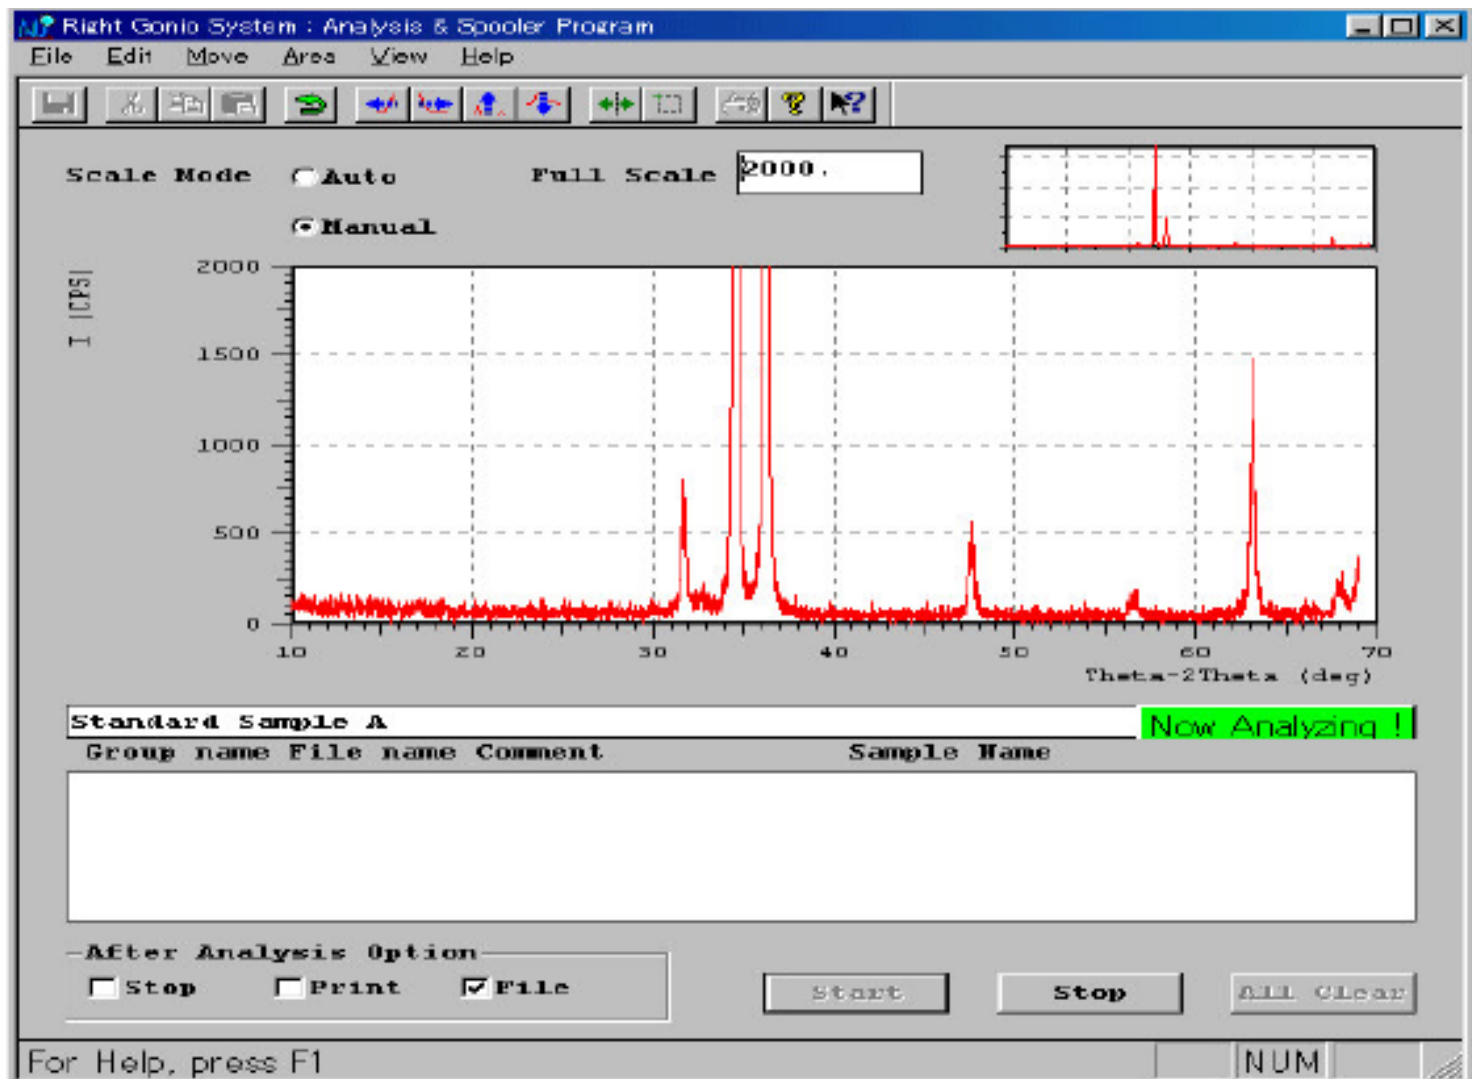 Right Gonio System : Analysis & Spooler Program
File Edit Move Area View Help
Scale Mode Auto Full Scale 2000.
Manual
I [CPS]
2000
1500
1000
500
0
10 20 30 40 50 60 70
Theta-2Theta (deg)
Standard Sample A Now Analyzing !
Group name File name Comment Sample Name
After Analysis Option
Stop Print File Start Stop All Clear
For Help, press F1 NUM